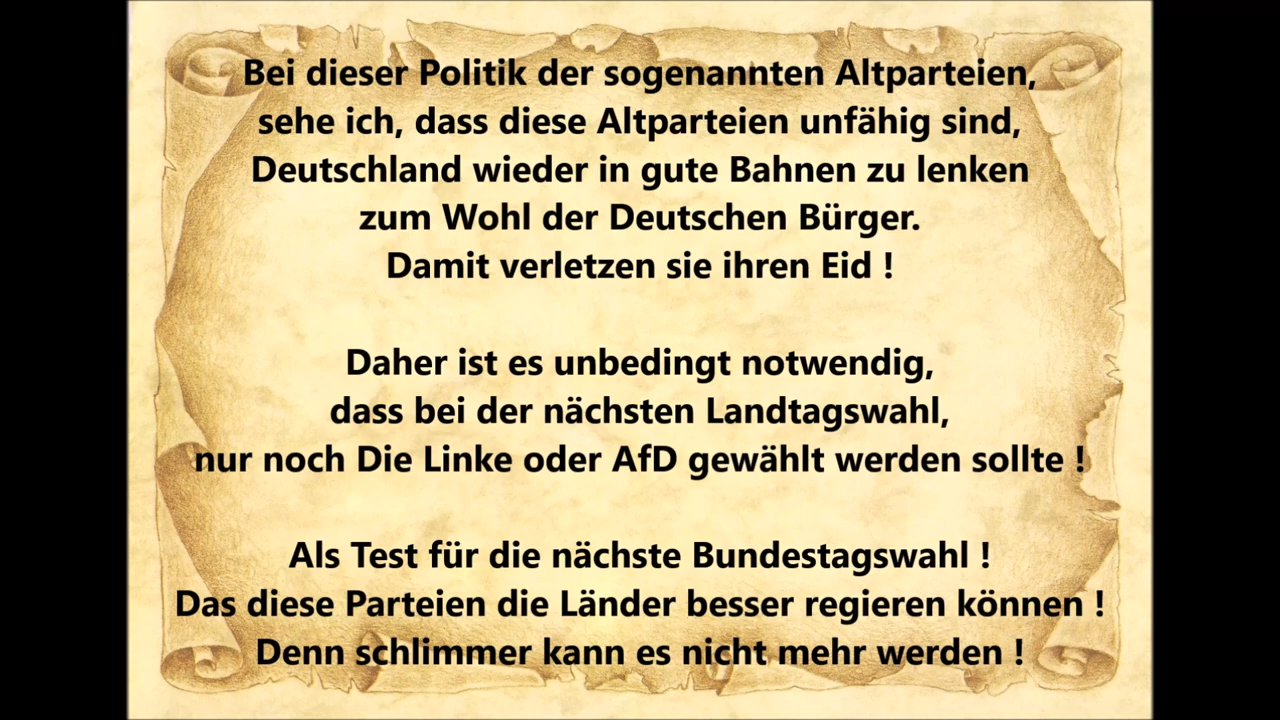 Bei dieser Politik der sogenannten Altparteien,
sehe ich, dass diese Altparteien unfähig sind,
Deutschland wieder in gute Bahnen zu lenken
zum Wohl der Deutschen Bürger.
Damit verletzen sie ihren Eid !
Daher ist es unbedingt notwendig,
dass bei der nächsten Landtagswahl,
nur noch Die Linke oder AfD gewählt werden sollte !
Als Test für die nächste Bundestagswahl !
Das diese Parteien die Länder besser regieren können !
Denn schlimmer kann es nicht mehr werden !